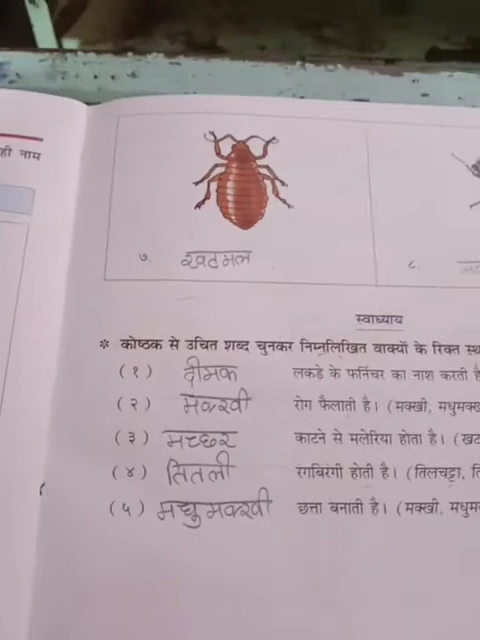 ही नाम
७. खटमल
८.
स्वाध्याय
* कोष्ठक से उचित शब्द चुनकर निम्नलिखित वाक्यों के रिक्त स्थ
(१) दीमक लकड़े के फर्निचर का नाश करती है
(२) मक्खी रोग फैलाती है। (मक्खी, मधुमक्ख
(३) मच्छर काटने से मलेरिया होता है। (खट
(४) तितली रंगबिरंगी होती है। (तिलचट्टा, ति
(५) मधुमक्खी छत्ता बनाती है। (मक्खी, मधुम